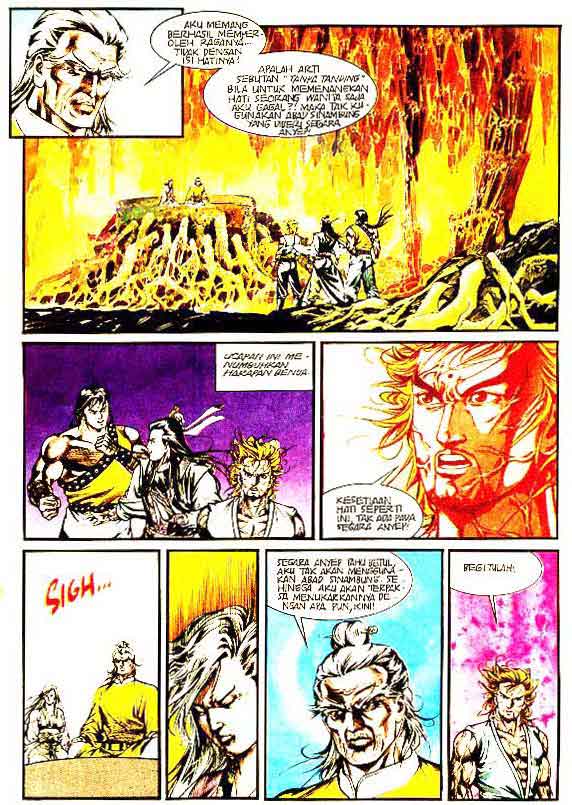 AKU MEMANG
BERHASIL MEMPER-
OLEH RAGANYA...
TIDAK DENGAN
ISI HATINYA!
APALAH ARTI
SEBUTAN "TANPA TANDING"
BILA UNTUK MEMENANGKAN
HATI SEORANG WANITA SAJA
AKU GAGAL?! MAKA TAK KU-
GUNAKAN ABAD SINAMBUNG
YANG DIBERI SEGARA
ANYEP
UCAPAN INI ME-
NUMBUHKAN
HARAPAN BENUA.
KESETIAAN
HATI SEPERTI
INI, TAK ADA PADA
SEGARA ANYEP!
SIGH...
SEGARA ANYEP TAHU BETUL
AKU TAK AKAN MENGGUNA-
KAN ABAD SINAMBUNG. SE-
HINGGA AKU AKAN TERPAK-
SA MENUKARKANNYA DE-
NGAN APA PUN, KINI!
BEGITULAH!